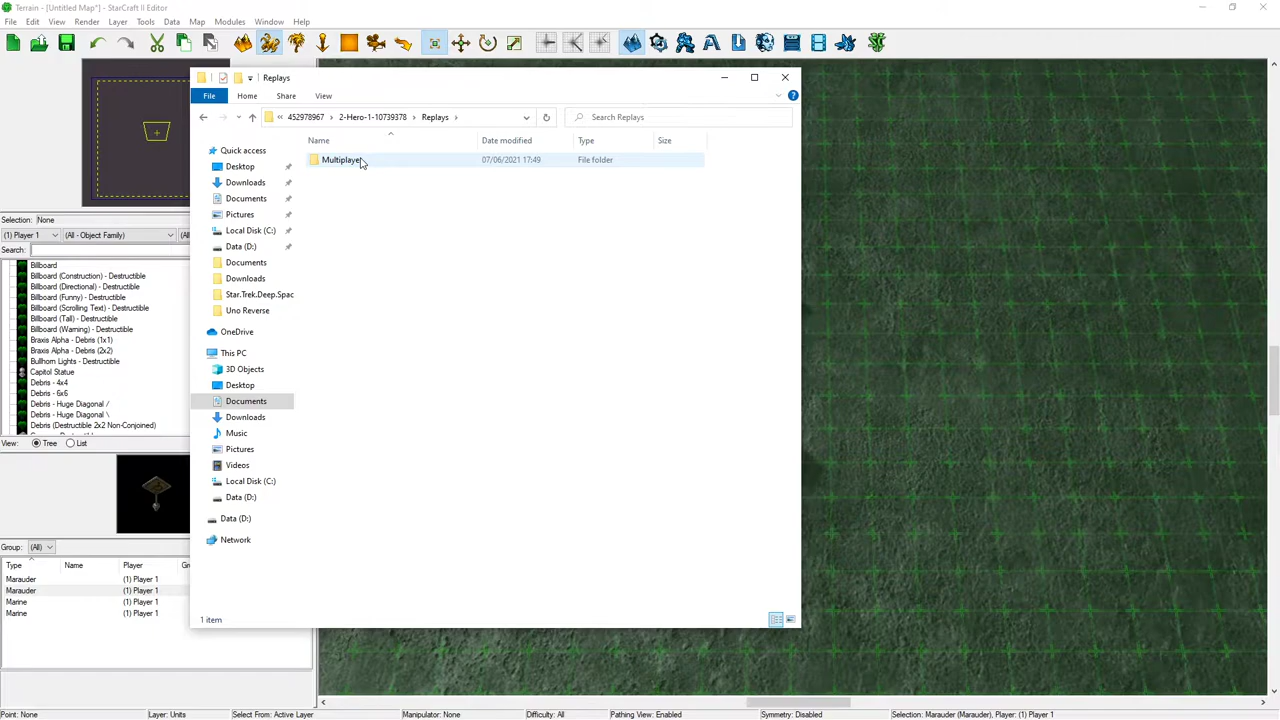 Terrain - [Untitled Map*] - StarCraft II Editor
File Edit View Render Layer Tools Data Map Modules Window Help
Replays
File Home Share View
« 452978967 › 2-Hero-1-10739378 › Replays ›
Search Replays
Name Date modified Type Size
Multiplayer 07/06/2021 17:49 File folder
Quick access
Desktop
Downloads
Documents
Pictures
Local Disk (C:)
Data (D:)
Documents
Downloads
Star.Trek.Deep.Spac
Uno Reverse
OneDrive
This PC
3D Objects
Desktop
Documents
Downloads
Music
Pictures
Videos
Local Disk (C:)
Data (D:)
Data (D:)
Network
1 item
Selection: None
(1) Player 1 (All - Object Family) (All
Search:
Billboard
Billboard (Construction) - Destructible
Billboard (Directional) - Destructible
Billboard (Funny) - Destructible
Billboard (Scrolling Text) - Destructible
Billboard (Tall) - Destructible
Billboard (Warning) - Destructible
Braxis Alpha - Debris (1x1)
Braxis Alpha - Debris (2x2)
Bullhorn Lights - Destructible
Capitol Statue
Debris - 4x4
Debris - 6x6
Debris - Huge Diagonal /
Debris - Huge Diagonal \
Debris (Destructible 2x2 Non-Conjoined)
View: Tree List
Group: (All)
Type Name Player Gr
Marauder (1) Player 1
Marauder (1) Player 1
Marine (1) Player 1
Marine (1) Player 1
Point: None Layer: Units Select From: Active Layer Manipulator: None Difficulty: All Pathing View: Enabled Symmetry: Disabled Selection: Marauder (Marauder), Player: (1) Player 1